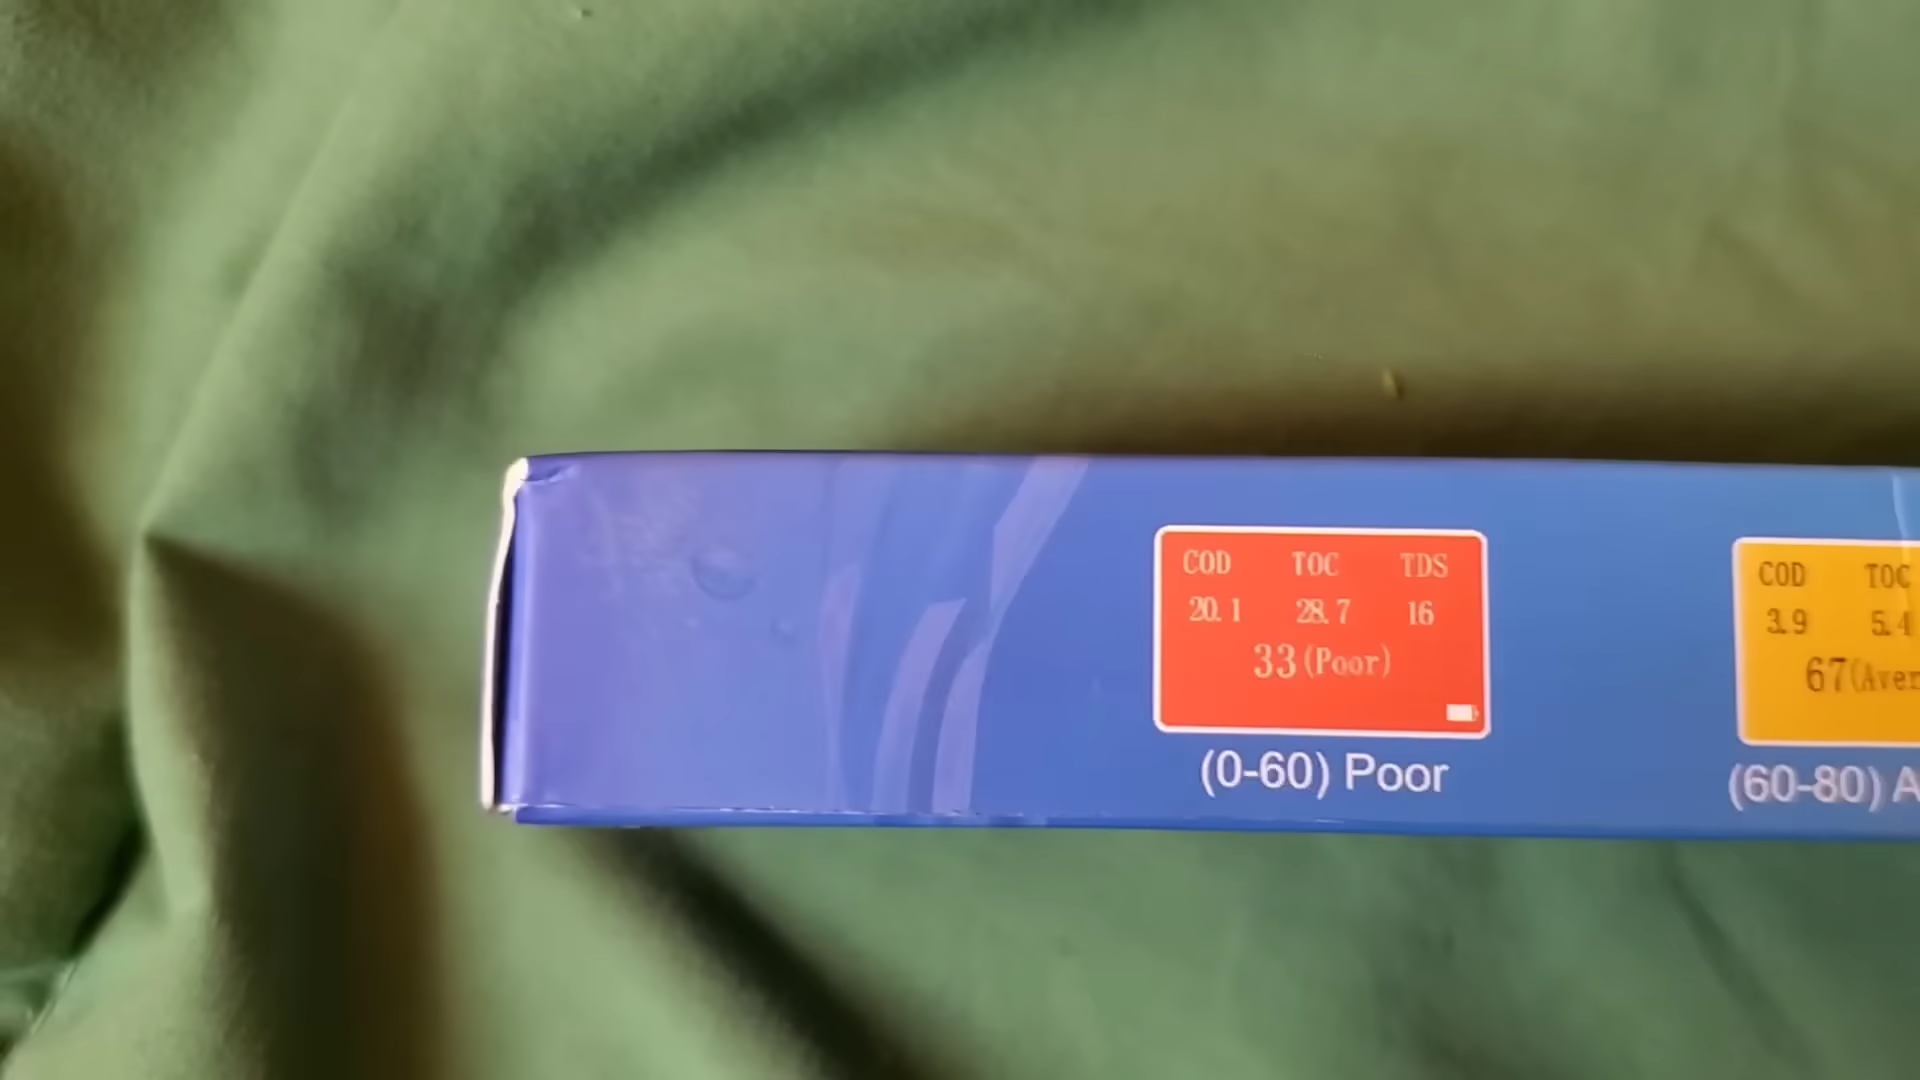 COD TOC TDS
20.1 28.7 16
33(Poor)
(0-60) Poor
COD TOC
3.9 5.4
67(Aver
(60-80) A